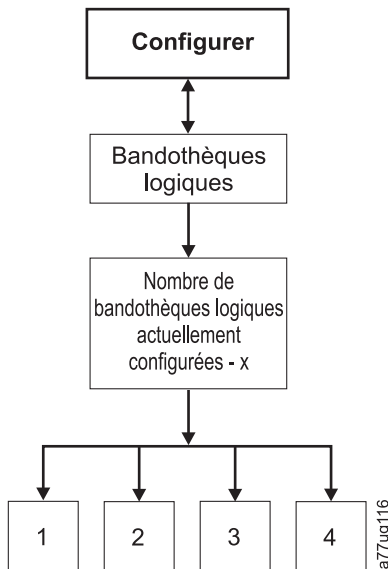 Configurer
Bandothèques
logiques
Nombre de
bandothèques logiques
actuellement
configurées - x
1 2 3 4
a77ug116